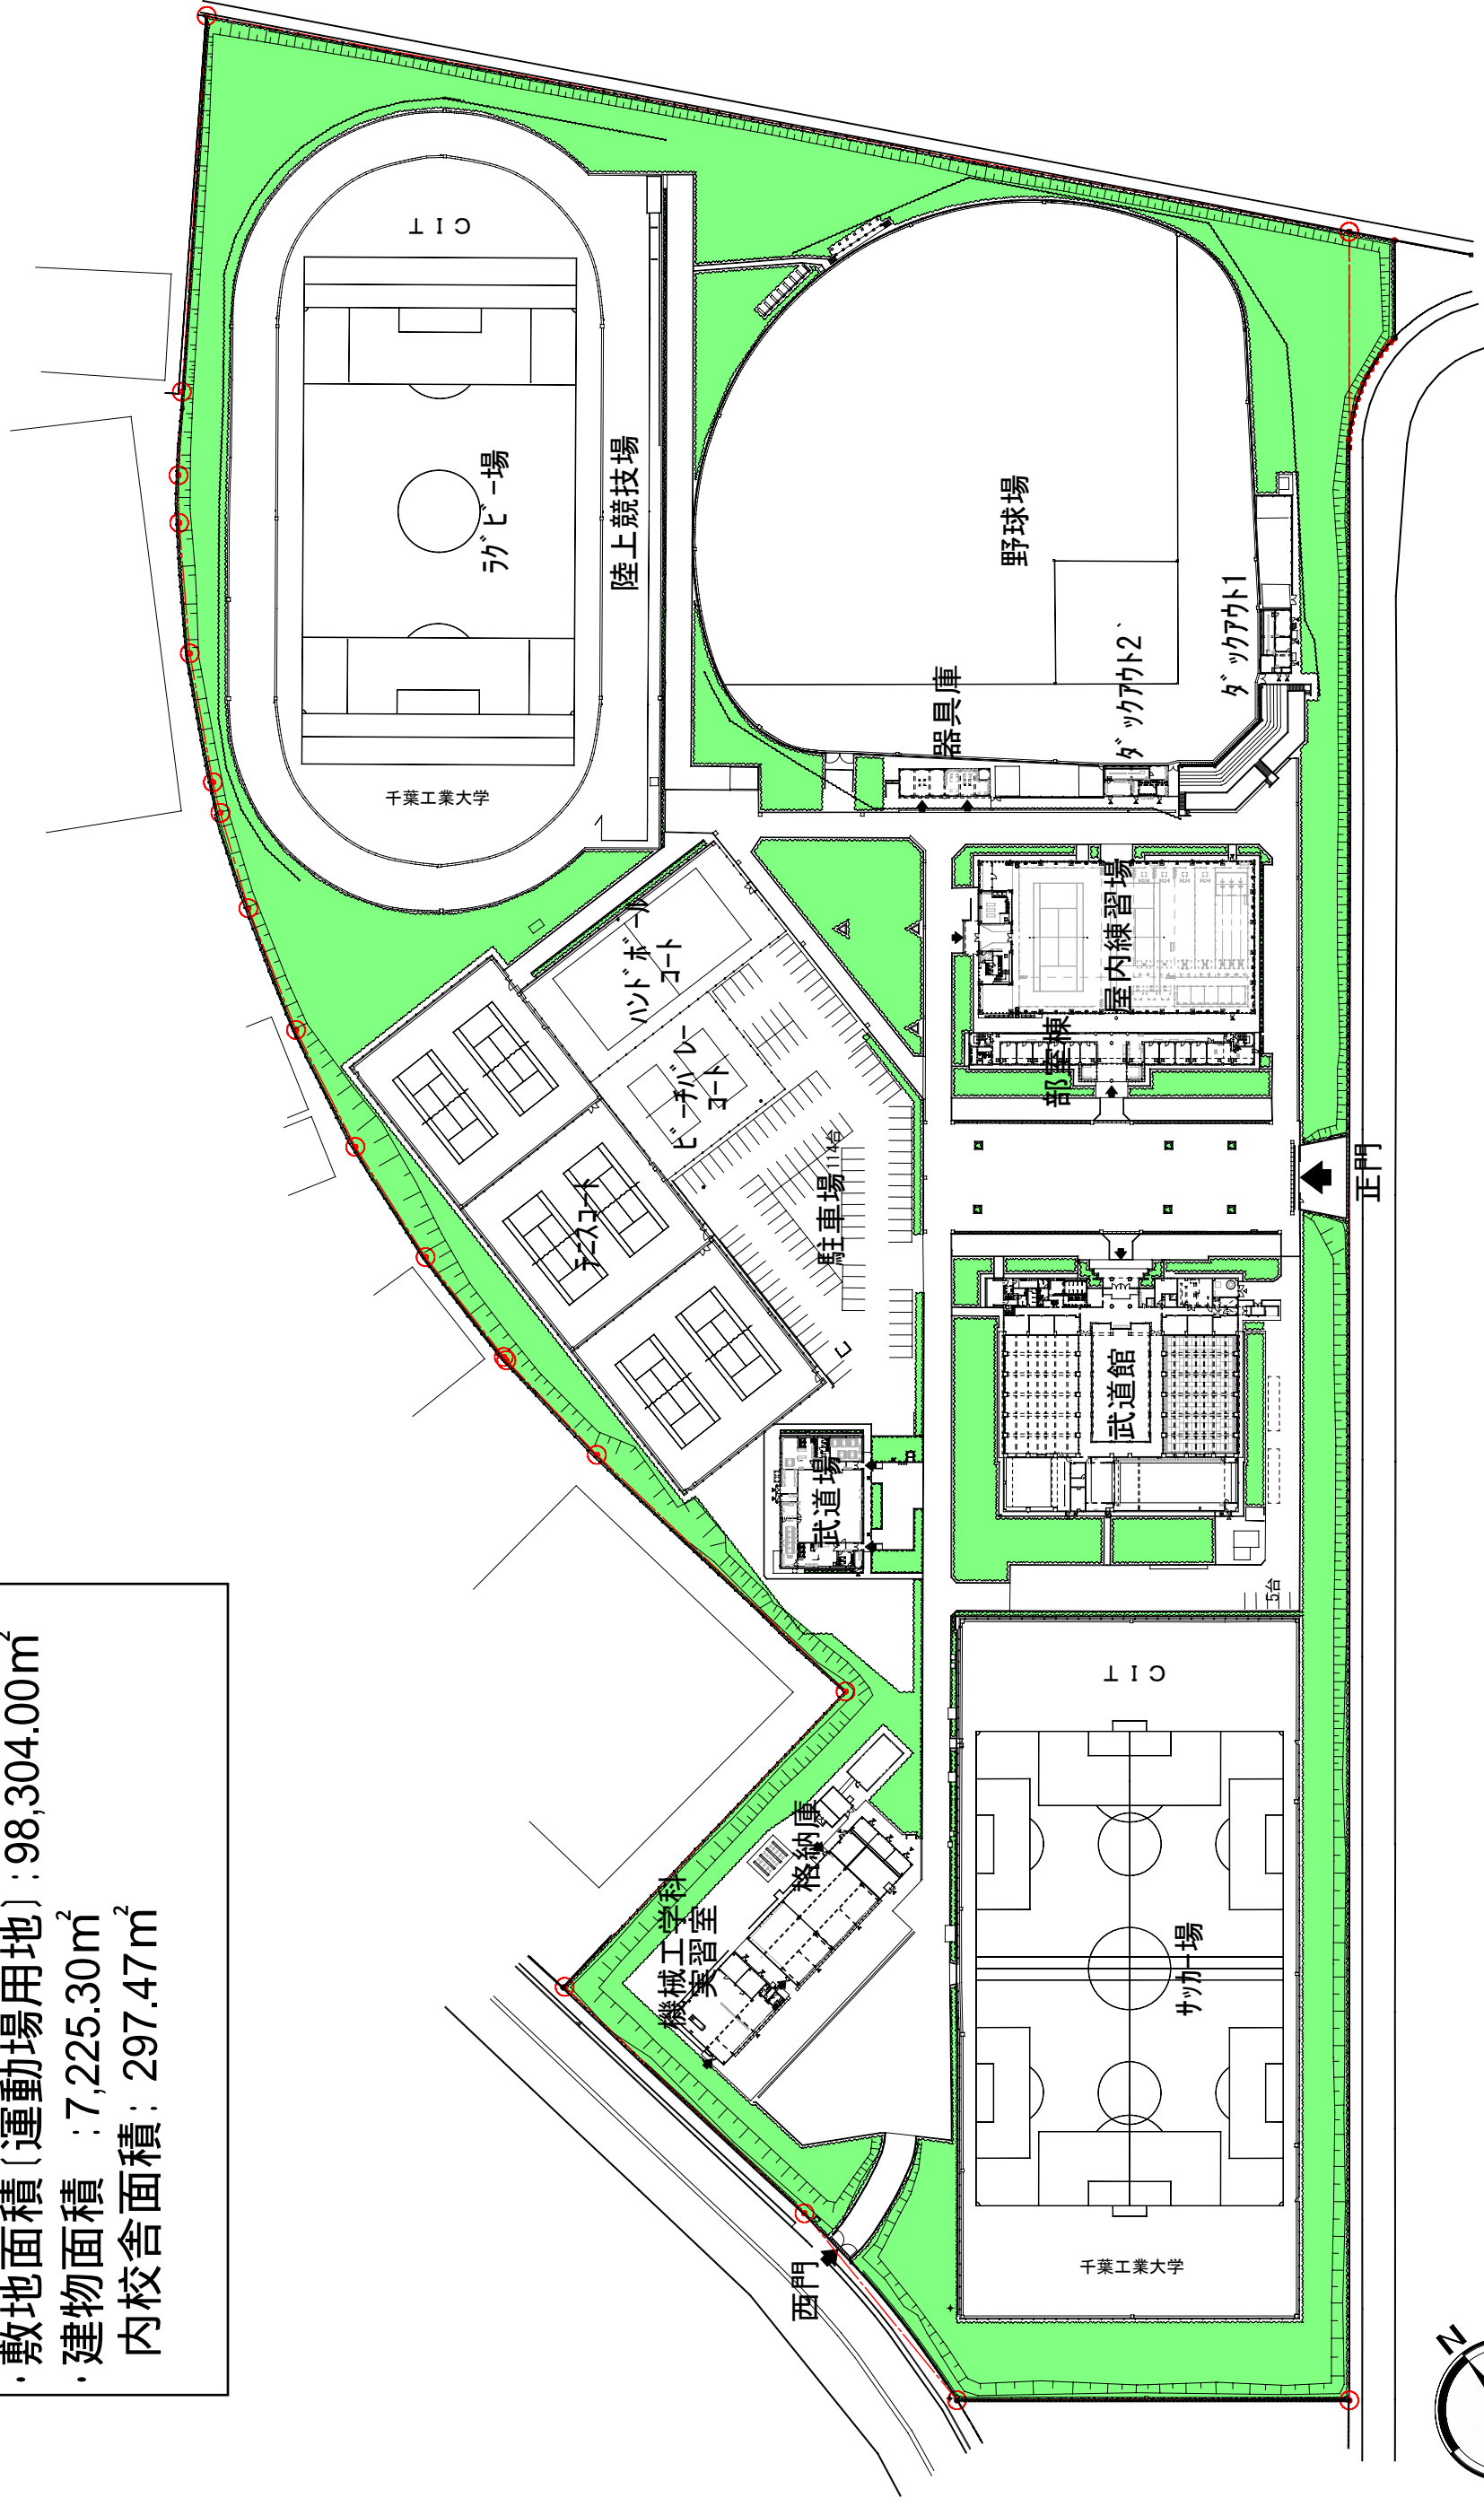 ・敷地面積〔運動場用地〕：98,304.00㎡
・建物面積　：7,225.30㎡
内校舎面積：297.47㎡
CIT
ラグビー場
陸上競技場
千葉工業大学
野球場
ダックアウト1
ダックアウト2
器具庫
ハンドボール
コート
ビーチバレー
コート
テニスコート
駐車場
114台
屋内練習場
部室棟
正門
武道館
武道場
5台
CIT
サッカー場
千葉工業大学
格納庫
機械工学科
実習室
西門
N